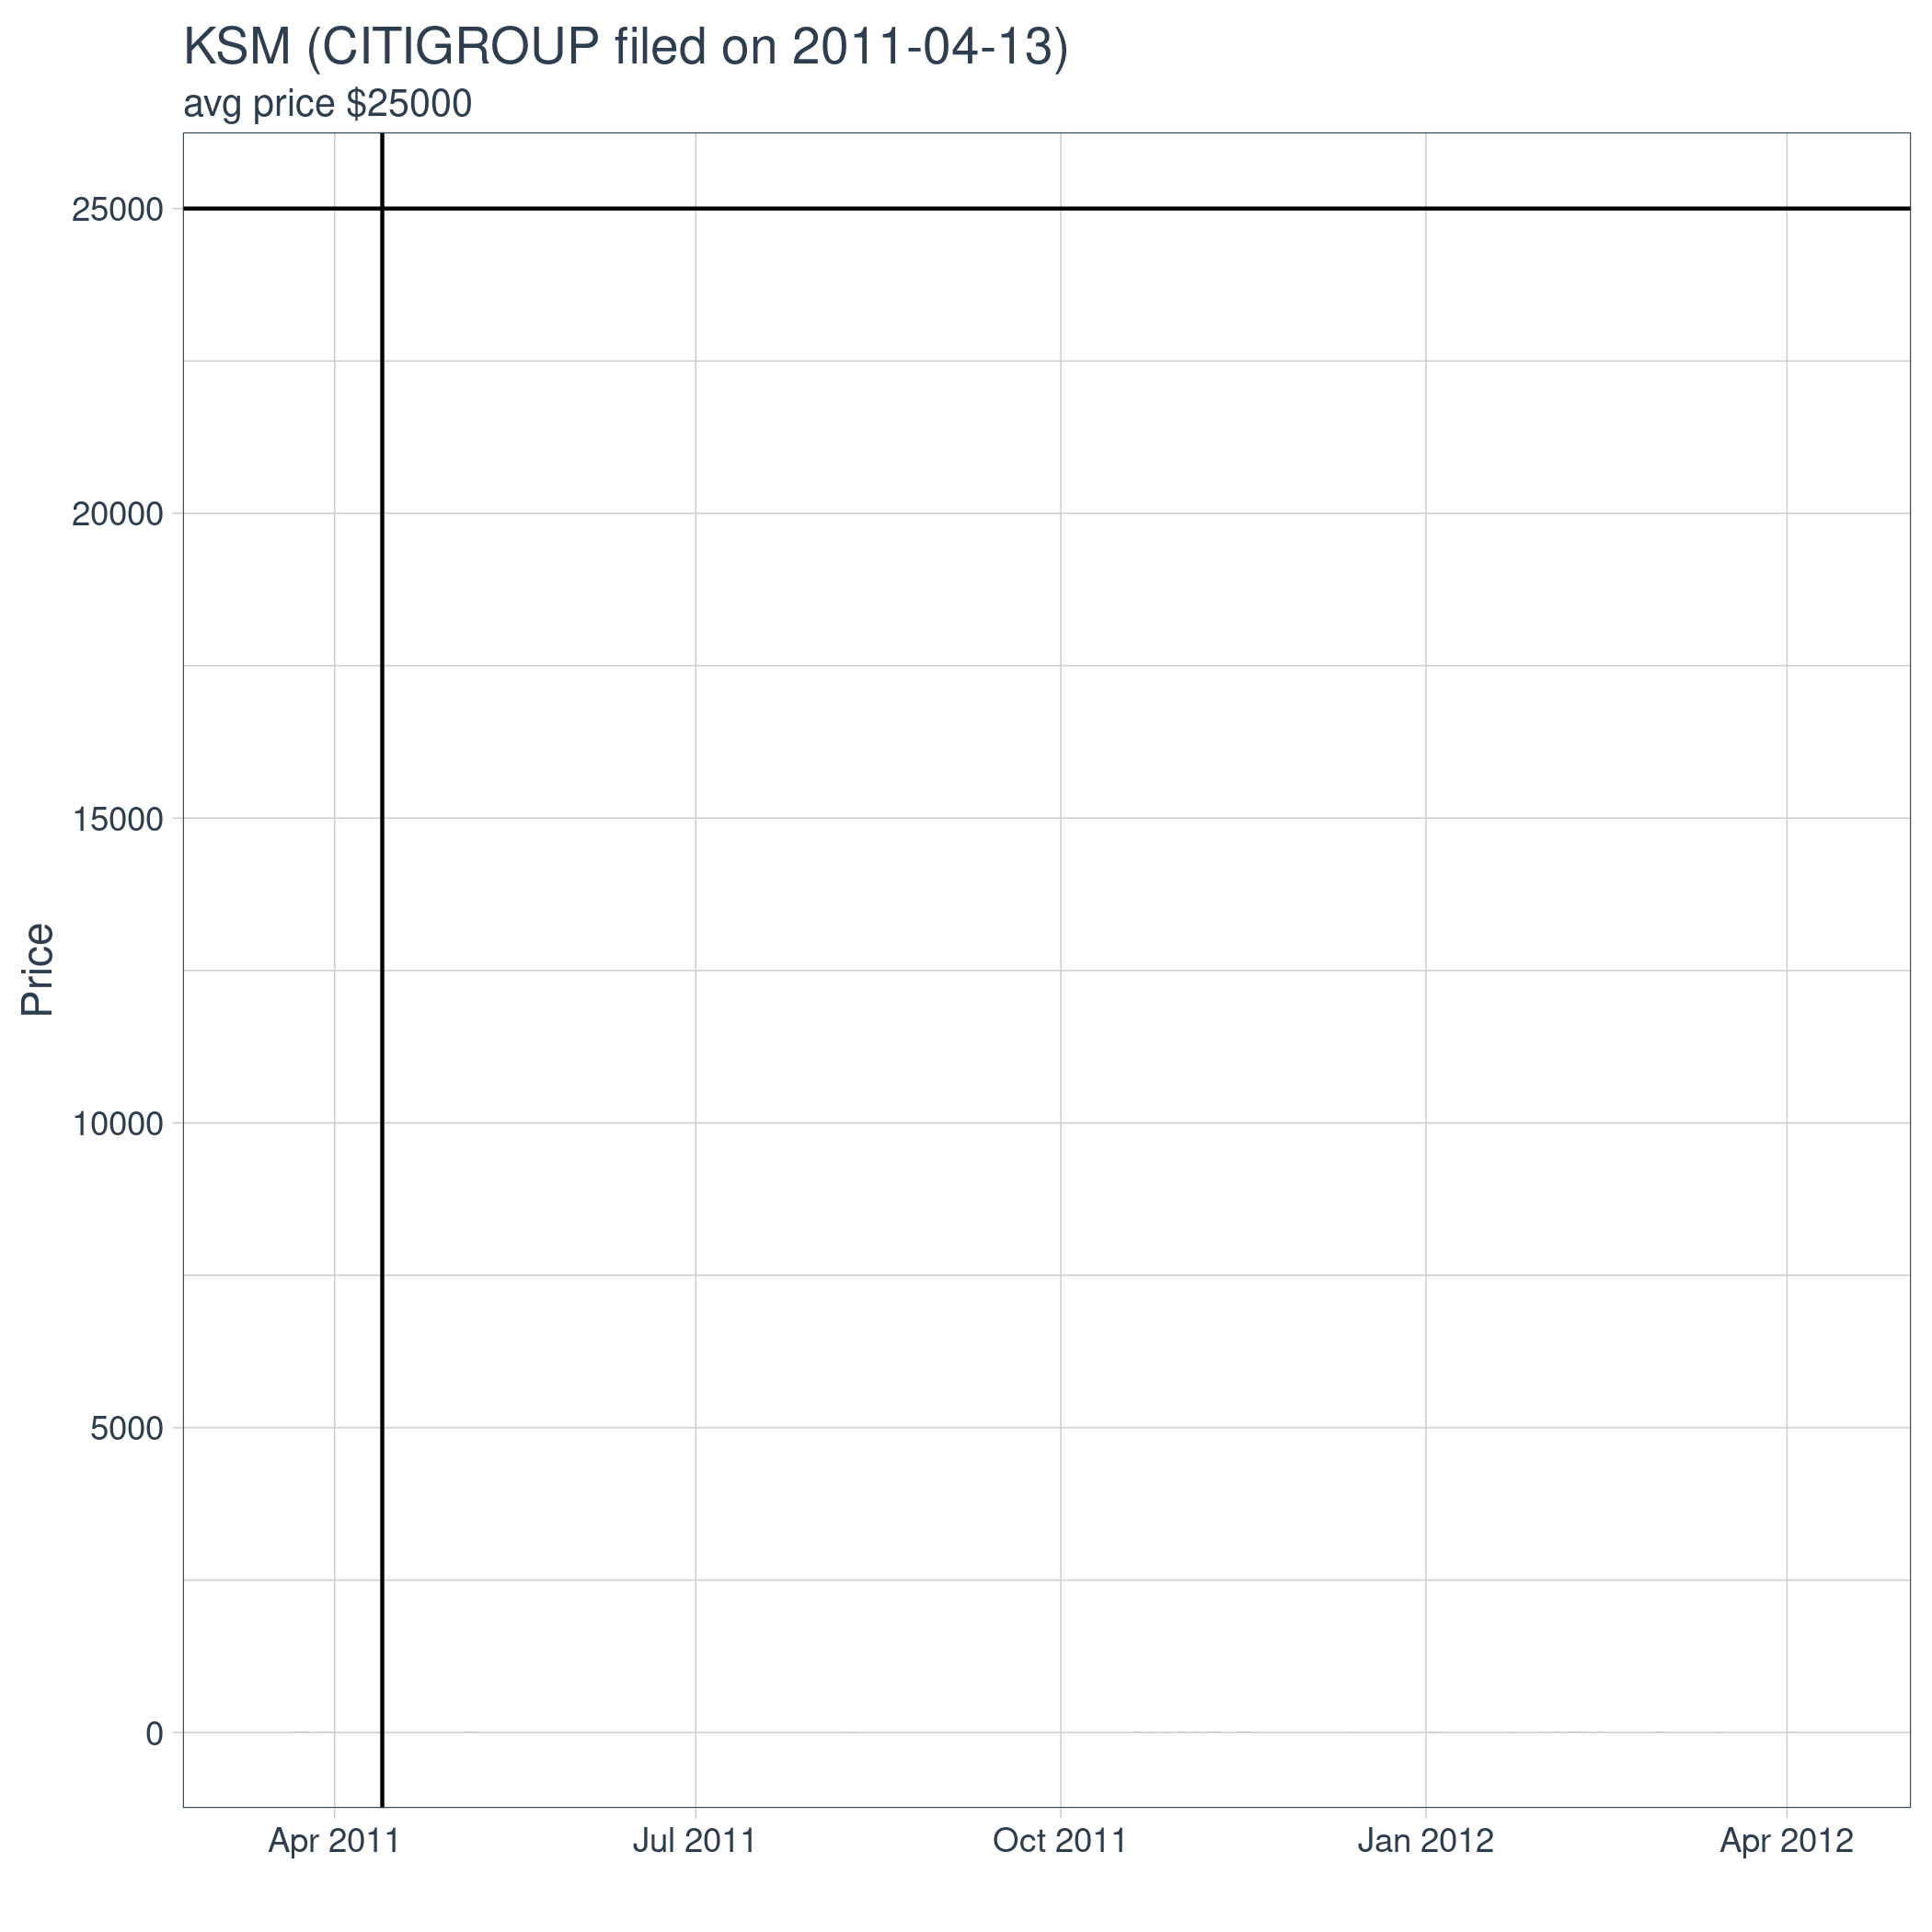 KSM (CITIGROUP filed on 2011-04-13)
avg price $25000
25000
20000
15000
10000
5000
0
Price
Apr 2011
Jul 2011
Oct 2011
Jan 2012
Apr 2012